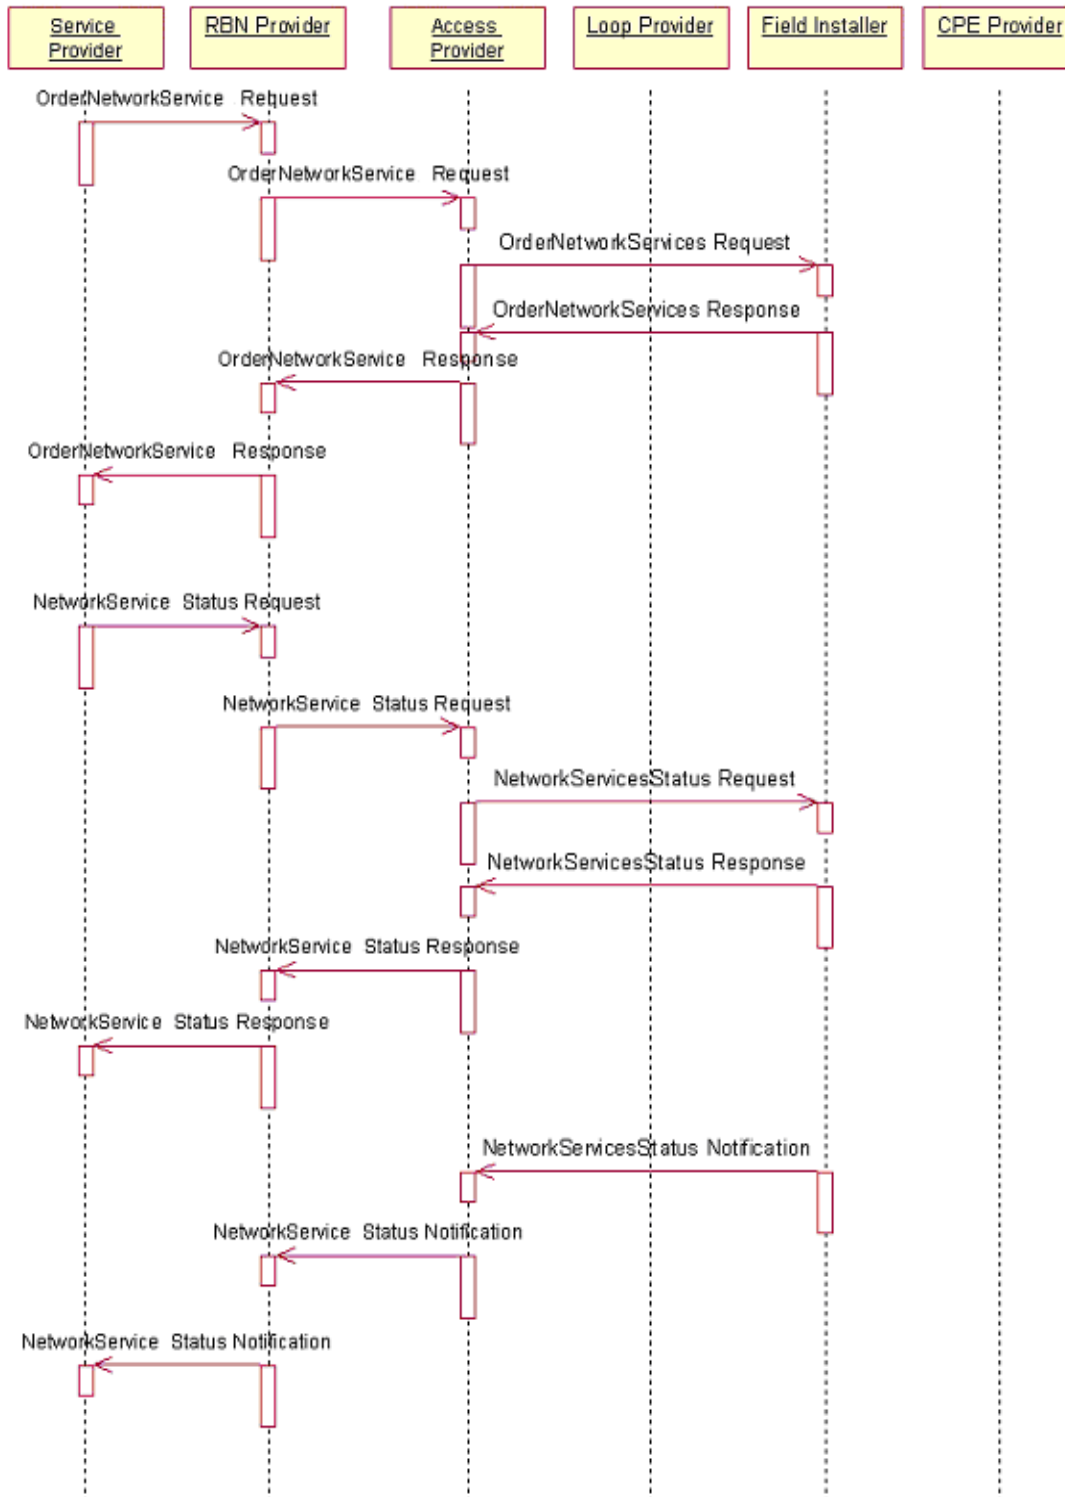 Service
Provider
RBN Provider
Access
Provider
Loop Provider
Field Installer
CPE Provider
OrderNetworkService Request
OrderNetworkService Request
OrderNetworkServices Request
OrderNetworkServices Response
OrderNetworkService Response
OrderNetworkService Response
NetworkService Status Request
NetworkService Status Request
NetworkServicesStatus Request
NetworkServicesStatus Response
NetworkService Status Response
NetworkService Status Response
NetworkServicesStatus Notification
NetworkService Status Notification
NetworkService Status Notification